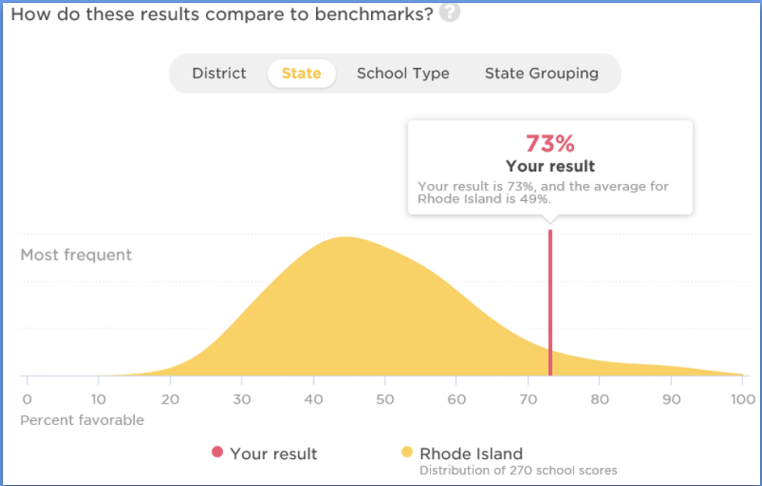 How do these results compare to benchmarks? ?
District State School Type State Grouping
73%
Your result
Your result is 73%, and the average for
Rhode Island is 49%.
Most frequent
0 10 20 30 40 50 60 70 80 90 100
Percent favorable
Your result Rhode Island
Distribution of 270 school scores